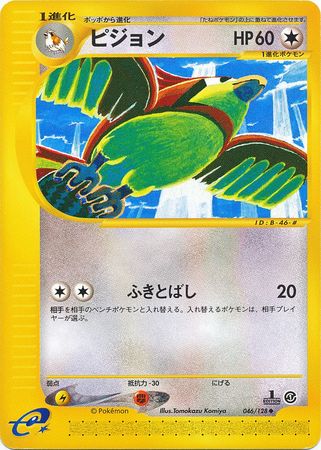 1進化
ポッポから進化
「たねポケモン」の上に重ねて進化させます。
ピジョン
HP60
1進化ポケモン
ID:B-46-#
ふきとばし 20
相手を相手のベンチポケモンと入れ替える。入れ替えるポケモンは、相手プレイ
ヤーが選ぶ。
弱点 抵抗力-30 にげる
©Pokémon Illus.Tomokazu Komiya 046/128 ◆
1
EDITION
e